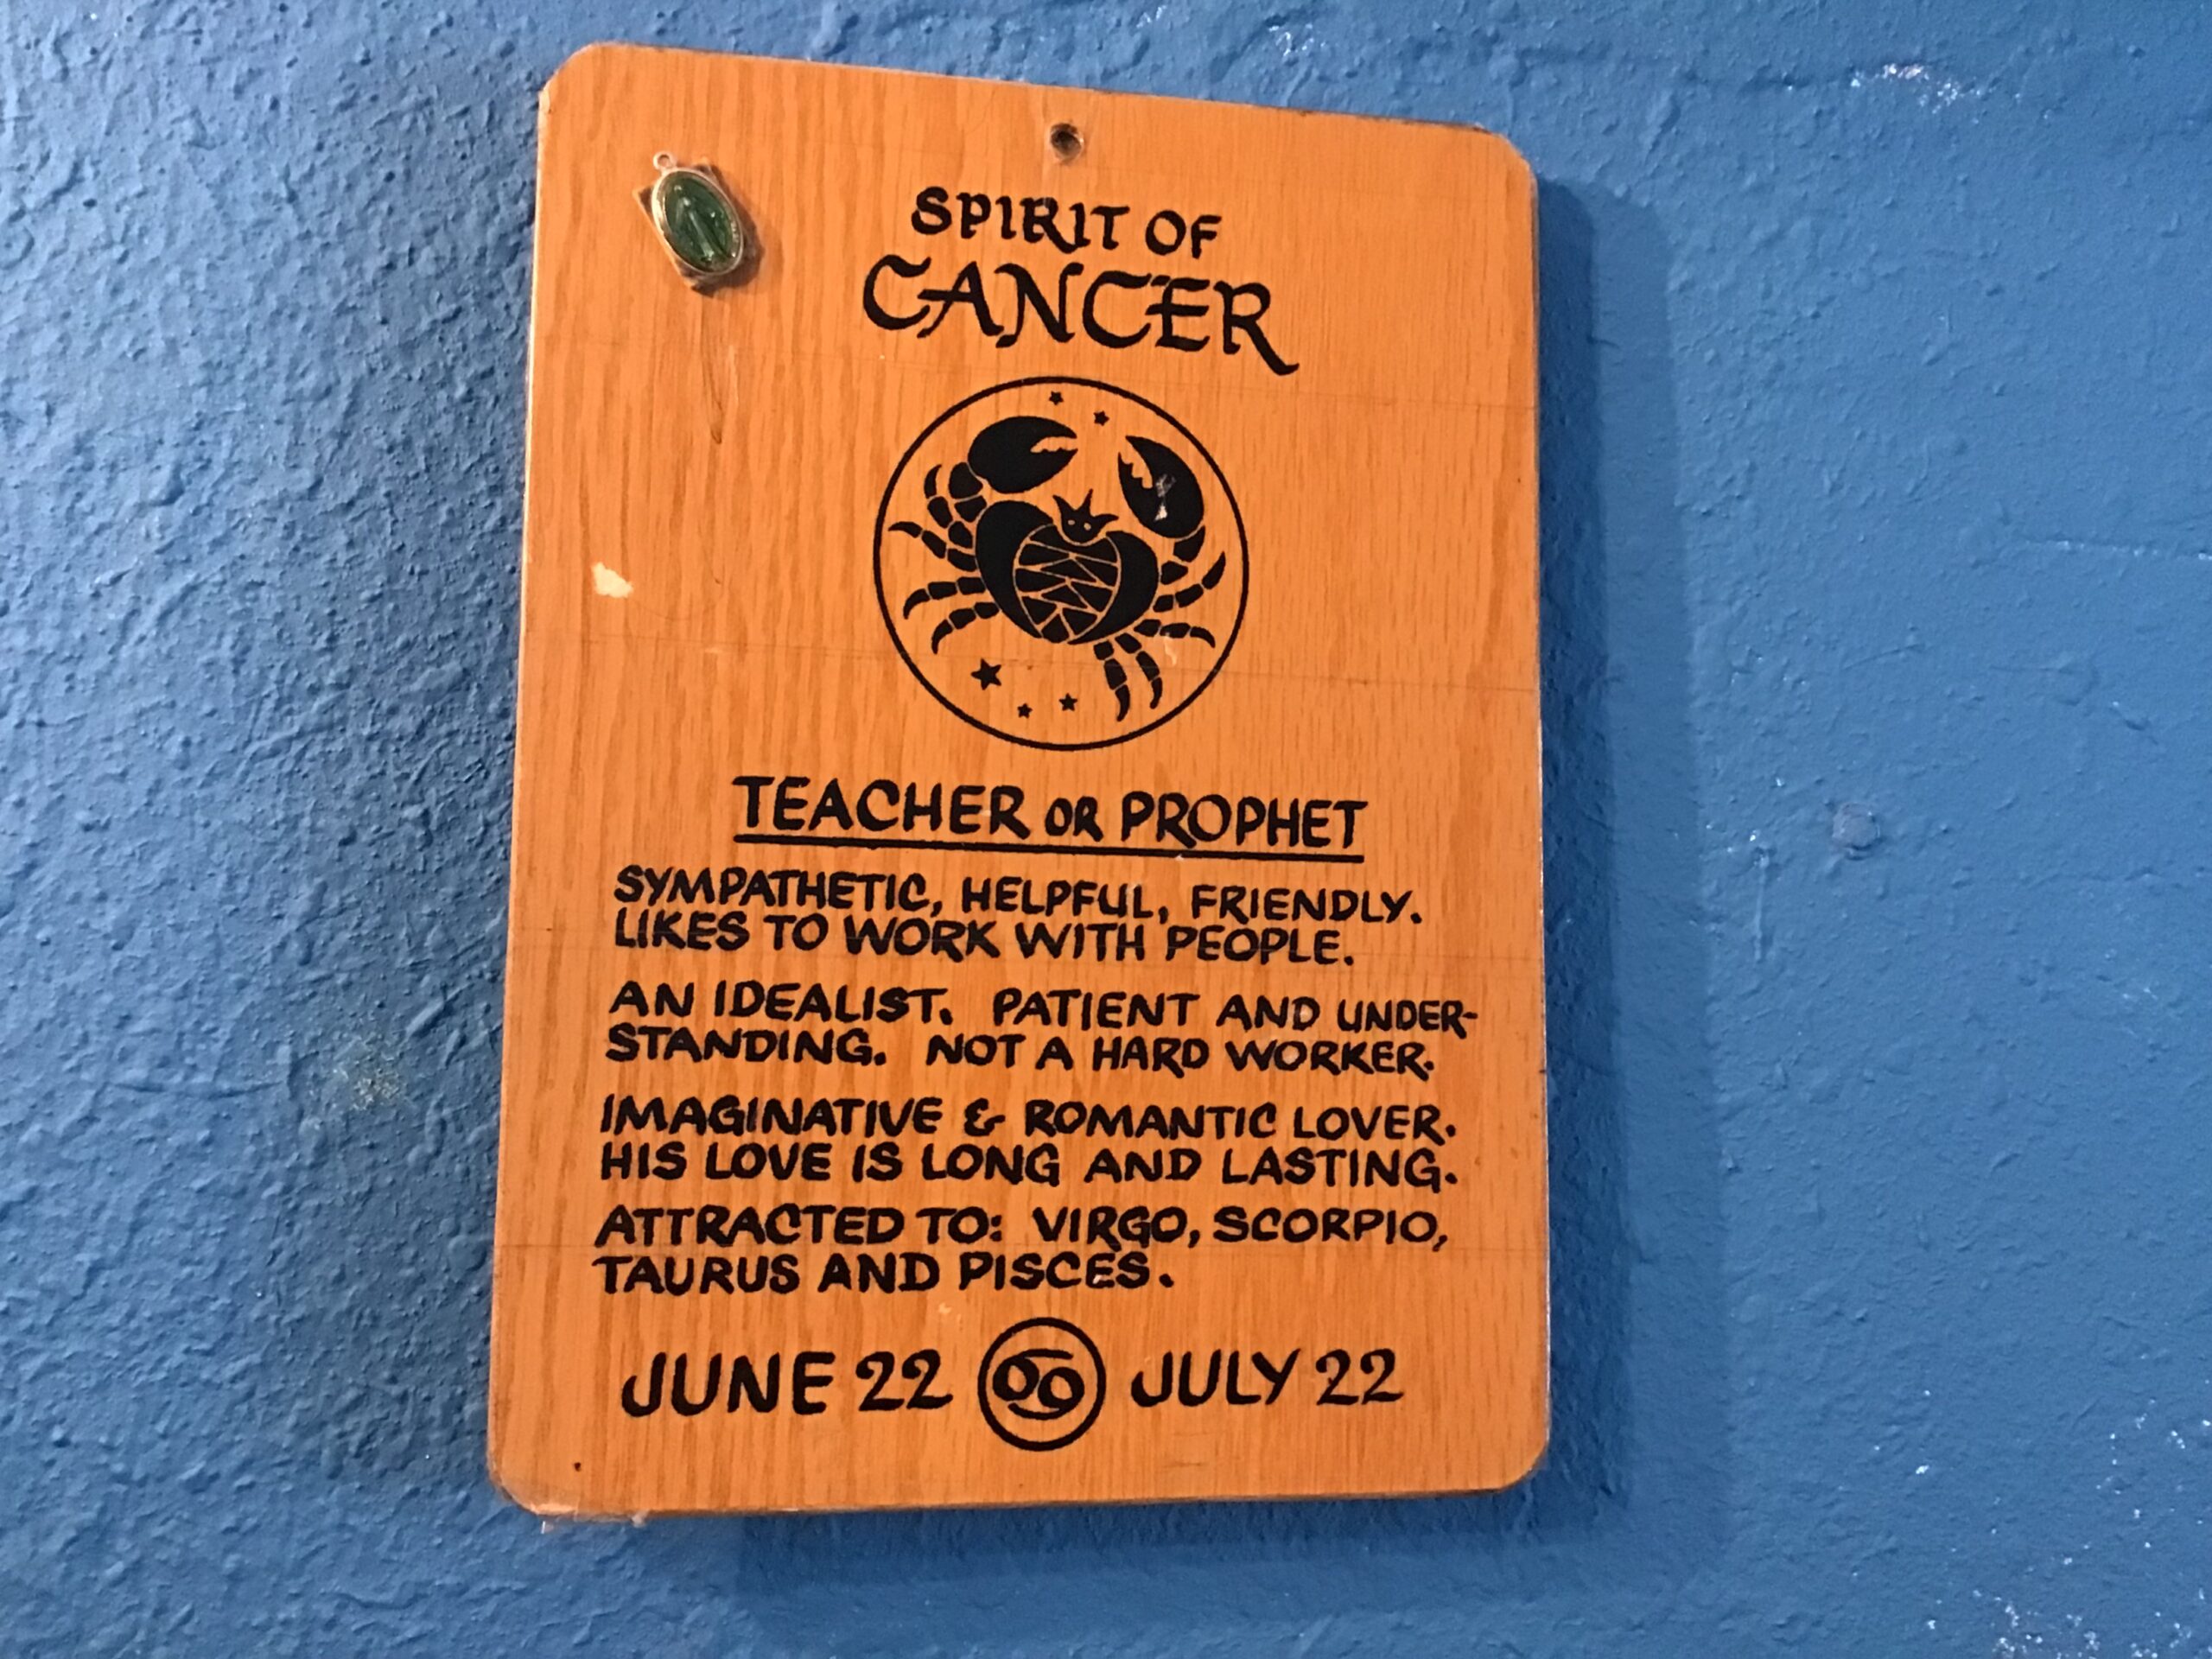 SPIRIT OF
CANCER
TEACHER OR PROPHET
SYMPATHETIC, HELPFUL, FRIENDLY.
LIKES TO WORK WITH PEOPLE.
AN IDEALIST. PATIENT AND UNDER-
STANDING. NOT A HARD WORKER.
IMAGINATIVE & ROMANTIC LOVER.
HIS LOVE IS LONG AND LASTING.
ATTRACTED TO: VIRGO, SCORPIO,
TAURUS AND PISCES.
JUNE 22 ♋ JULY 22